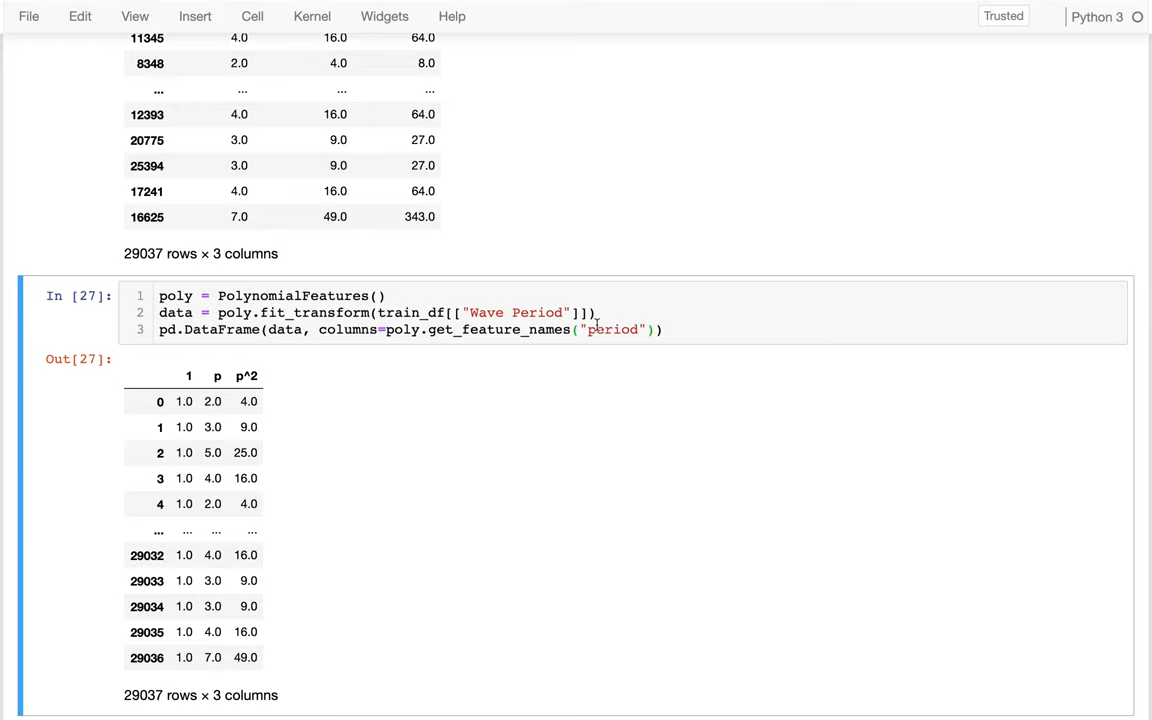 File Edit View Insert Cell Kernel Widgets Help Trusted Python 3
11345 4.0 16.0 64.0
8348 2.0 4.0 8.0
... ... ... ...
12393 4.0 16.0 64.0
20775 3.0 9.0 27.0
25394 3.0 9.0 27.0
17241 4.0 16.0 64.0
16625 7.0 49.0 343.0
29037 rows × 3 columns
In [27]: 1 poly = PolynomialFeatures()
2 data = poly.fit_transform(train_df[["Wave Period"]])
3 pd.DataFrame(data, columns=poly.get_feature_names("period"))
Out[27]:
1 p p^2
0 1.0 2.0 4.0
1 1.0 3.0 9.0
2 1.0 5.0 25.0
3 1.0 4.0 16.0
4 1.0 2.0 4.0
... ... ... ...
29032 1.0 4.0 16.0
29033 1.0 3.0 9.0
29034 1.0 3.0 9.0
29035 1.0 4.0 16.0
29036 1.0 7.0 49.0
29037 rows × 3 columns